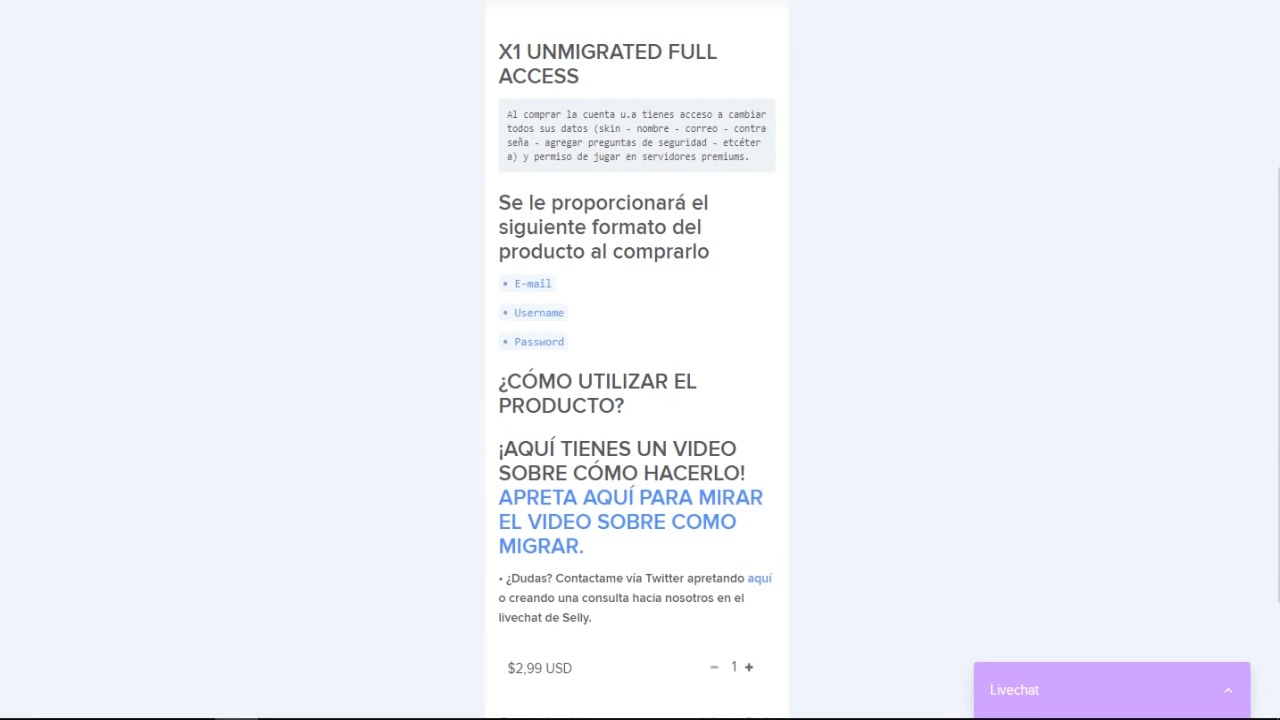 X1 UNMIGRATED FULL
ACCESS
Al comprar la cuenta u.a tienes acceso a cambiar
todos sus datos (skin - nombre - correo - contra
seña - agregar preguntas de seguridad - etcéter
a) y permiso de jugar en servidores premiums.
Se le proporcionará el
siguiente formato del
producto al comprarlo
• E-mail
• Username
• Password
¿CÓMO UTILIZAR EL
PRODUCTO?
¡AQUÍ TIENES UN VIDEO
SOBRE CÓMO HACERLO!
APRETA AQUÍ PARA MIRAR
EL VIDEO SOBRE COMO
MIGRAR.
• ¿Dudas? Contactame vía Twitter apretando aquí
o creando una consulta hacia nosotros en el
livechat de Selly.
$2,99 USD
− 1 +
Livechat